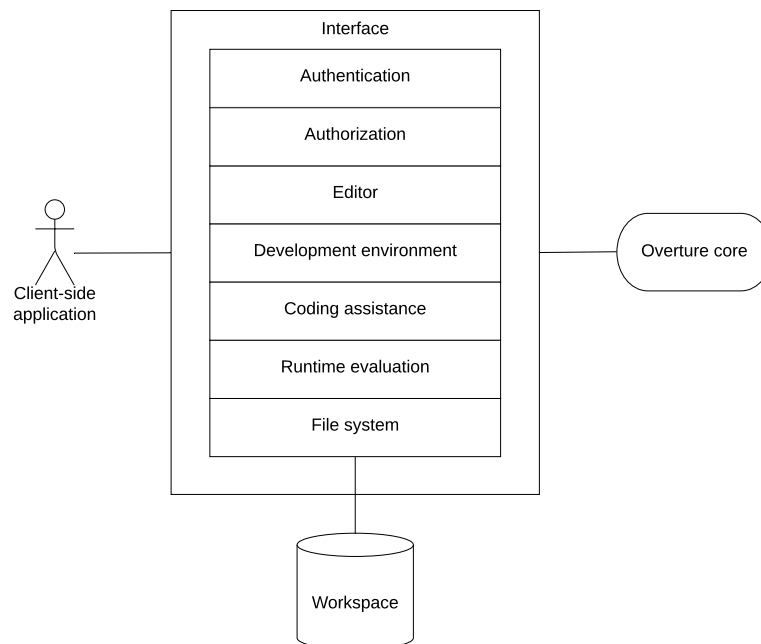 Interface
Authentication
Authorization
Editor
Development environment
Coding assistance
Runtime evaluation
File system
Client-side
application
Overture core
Workspace